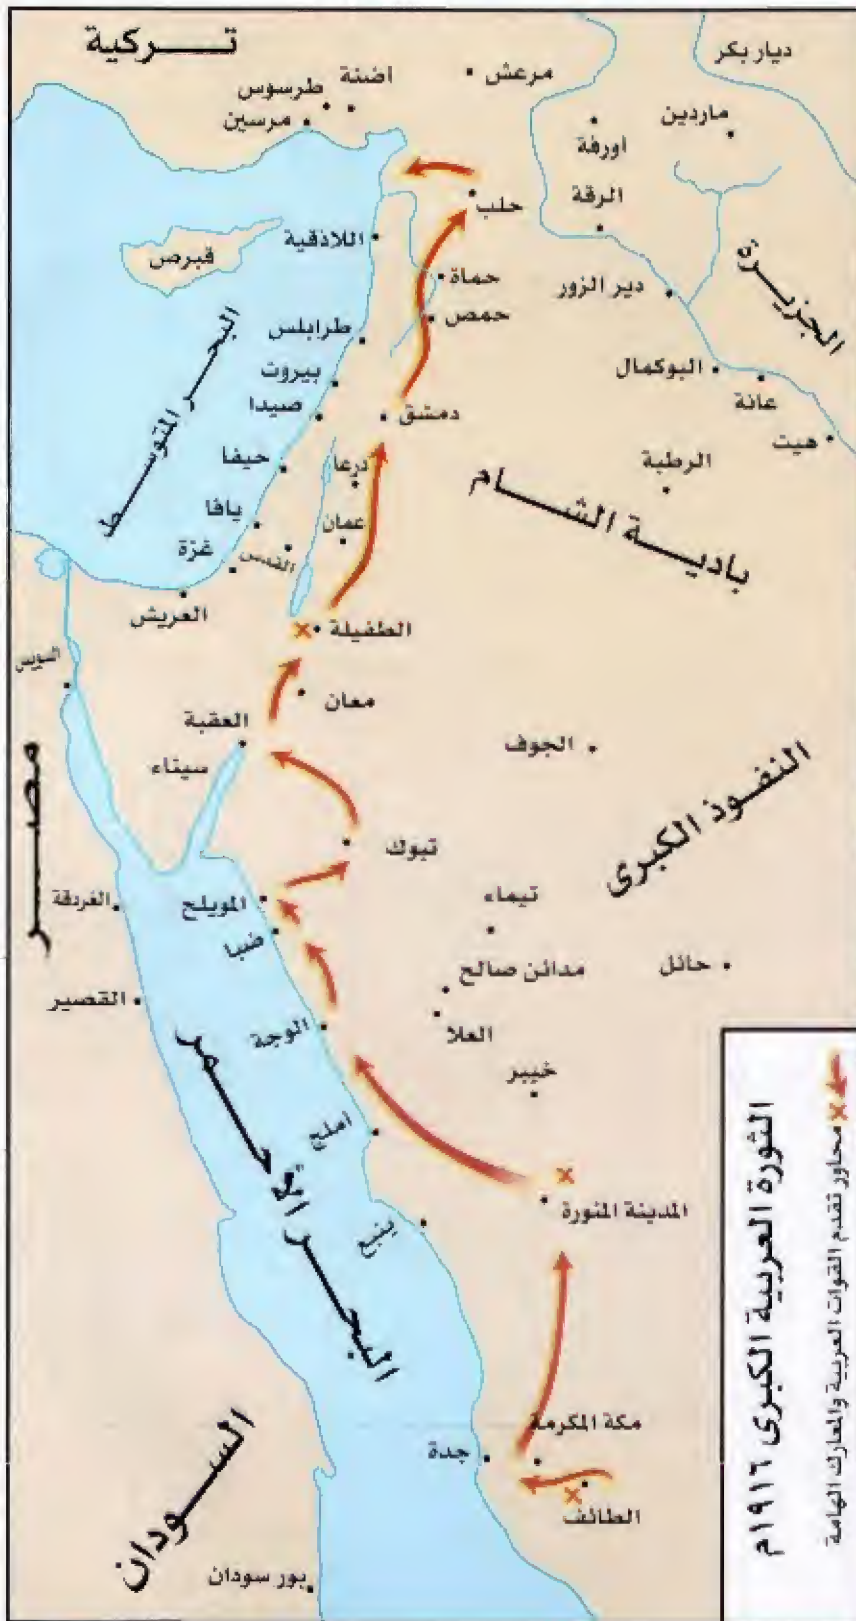 تركية
ديار بكر
مرعش
اضنة
طرسوس
مرسين
ماردين
اورفة
الرقة
حلب
اللاذقية
قبرص
حماة
حمص
دير الزور
الجزيرة
البحر المتوسط
طرابلس
بيروت
صيدا
دمشق
البوكمال
عانة
هيت
الرطبة
حيفا
درعا
يافا
عمان
غزة
القدس
بادية الشام
العريش
الطفيلة
السويس
معان
العقبة
سيناء
الجوف
مصر
النفوذ الكبرى
تبوك
تيماء
المويلح
الغردقة
ضبا
مدائن صالح
حائل
القصير
العلا
الوجة
خيبر
البحر الأحمر
املج
المدينة المنورة
ينبع
مكة المكرمة
جدة
الطائف
السودان
بور سودان
الثورة العربية الكبرى ١٩١٦م
محاور تقدم القوات العربية والمعارك الهامة